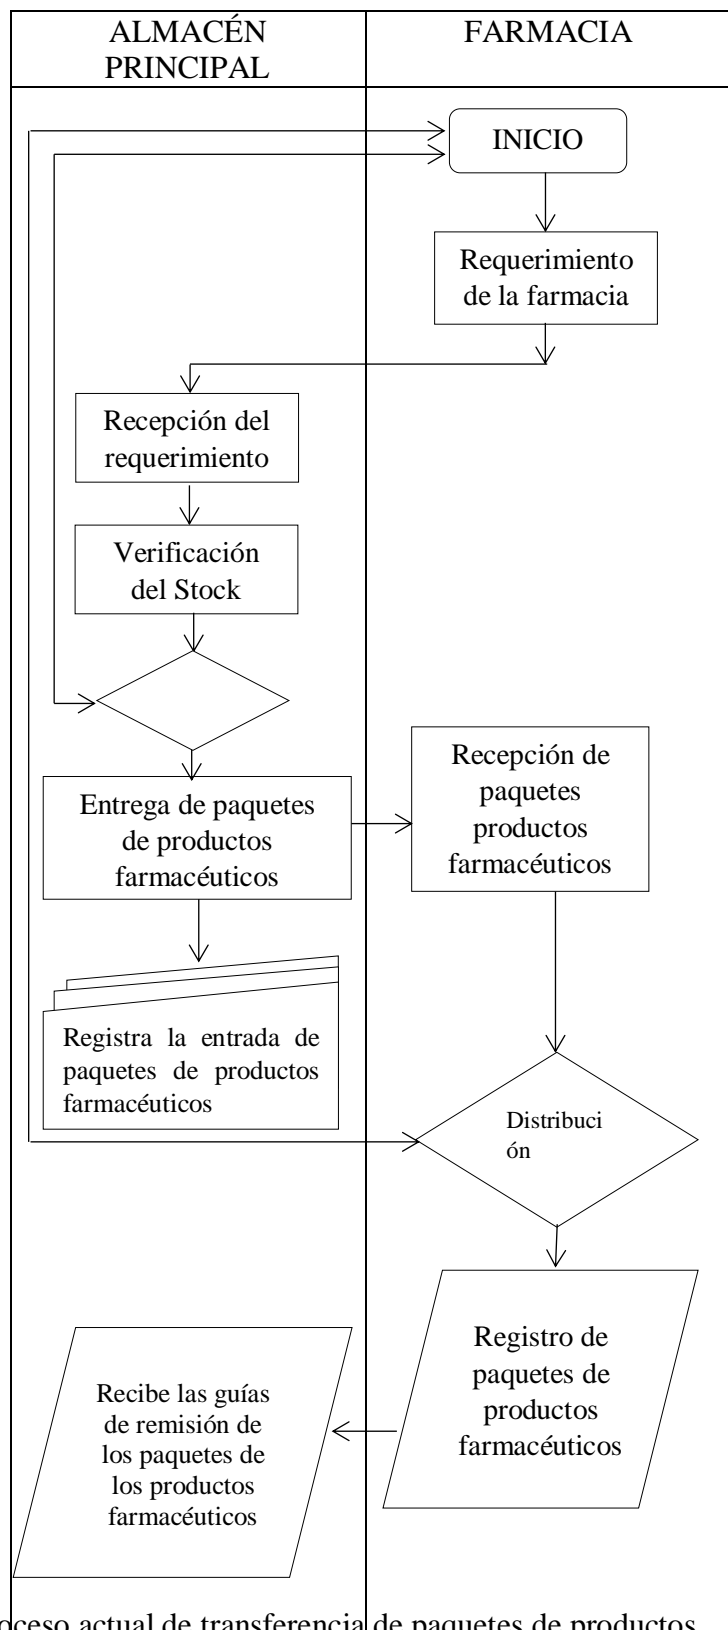 ALMACÉN
PRINCIPAL
FARMACIA
INICIO
Requerimiento
de la farmacia
Recepción del
requerimiento
Verificación
del Stock
Entrega de paquetes
de productos
farmacéuticos
Recepción de
paquetes
productos
farmacéuticos
Registra la entrada de
paquetes de productos
farmacéuticos
Distribuci
ón
Registro de
paquetes de
productos
farmacéuticos
Recibe las guías
de remisión de
los paquetes de
los productos
farmacéuticos
oceso actual de transferencia de paquetes de productos